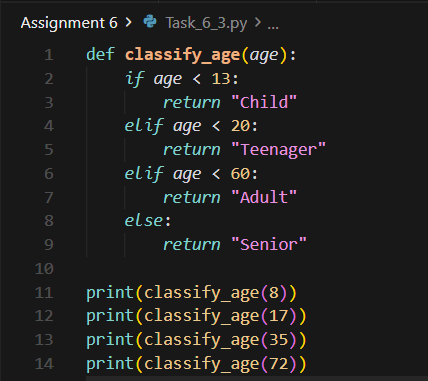 Assignment 6 > Task_6_3.py > ...
1 def classify_age(age):
2     if age < 13:
3         return "Child"
4     elif age < 20:
5         return "Teenager"
6     elif age < 60:
7         return "Adult"
8     else:
9         return "Senior"
10
11 print(classify_age(8))
12 print(classify_age(17))
13 print(classify_age(35))
14 print(classify_age(72))